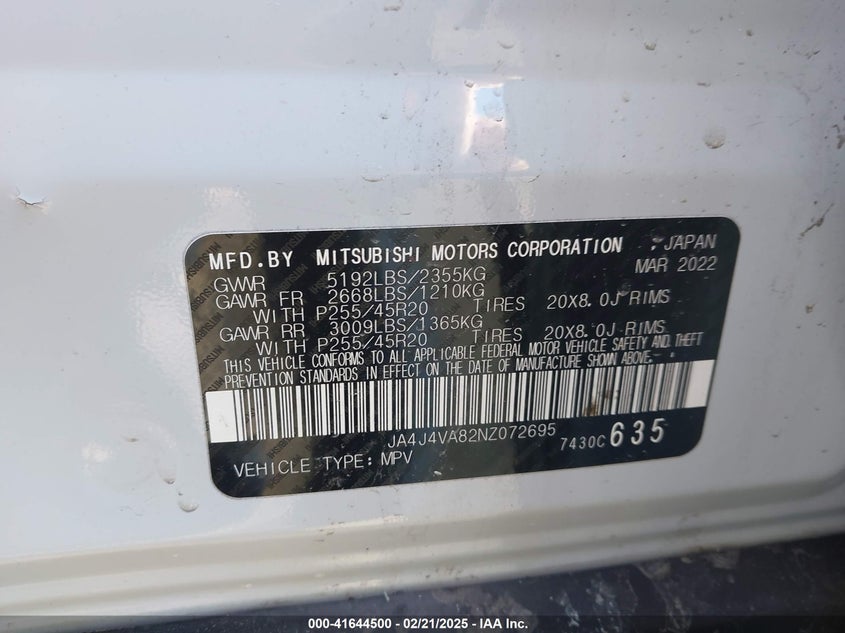 MFD.BY MITSUBISHI MOTORS CORPORATION : JAPAN
GVWR 5192LBS/2355KG MAR 2022
GAWR FR 2668LBS/1210KG
WITH P255/45R20 TIRES 20X8.0J RIMS
GAWR RR 3009LBS/1365KG
WITH P255/45R20 TIRES 20X8.0J RIMS
THIS VEHICLE CONFORMS TO ALL APPLICABLE FEDERAL MOTOR VEHICLE SAFETY AND THEFT
PREVENTION STANDARDS IN EFFECT ON THE DATE OF MANUFACTURE SHOWN ABOVE.
JA4J4VA82NZ072695 7430C 635
VEHICLE TYPE: MPV
000-41644500 - 02/21/2025 - IAA Inc.